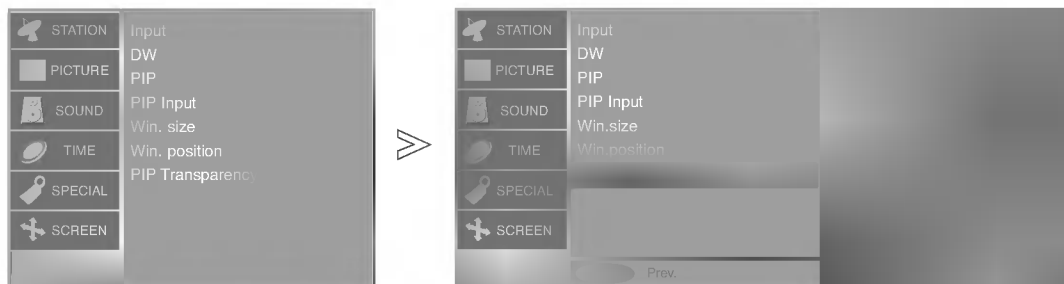 STATION
PICTURE
SOUND
TIME
SPECIAL
SCREEN
Input
DW
PIP
PIP Input
Win. size
Win. position
PIP Transparency
STATION
PICTURE
SOUND
TIME
SPECIAL
SCREEN
Input
DW
PIP
PIP Input
Win.size
Win.position
Prev.